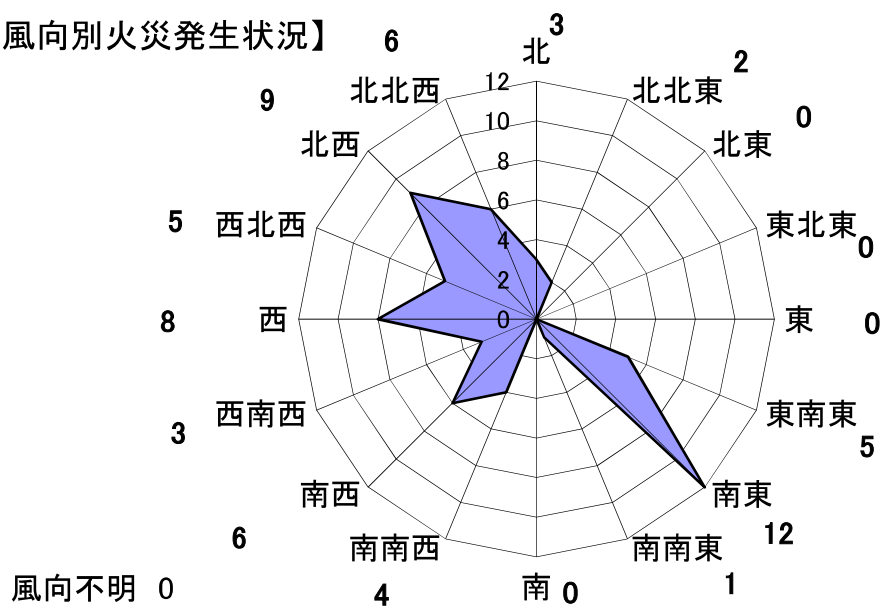 風向別火災発生状況】
北
3
北北東
2
北東
0
東北東
0
東
0
東南東
5
南東
12
南南東
1
南
0
南南西
4
南西
6
西南西
3
西
8
西北西
5
北西
9
北北西
6
12
10
8
6
4
2
0
風向不明 0